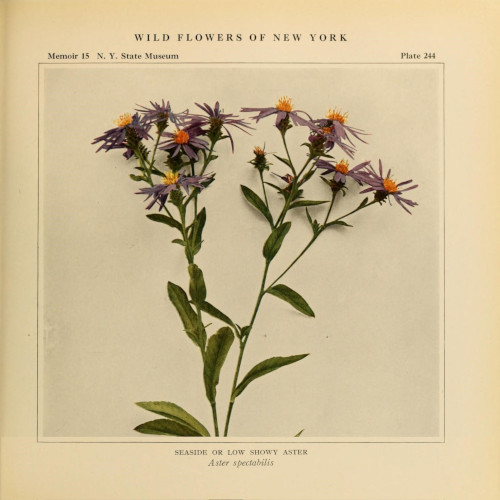 WILD FLOWERS OF NEW YORK
Memoir 15 N. Y. State Museum Plate 244
SEASIDE OR LOW SHOWY ASTER
Aster spectabilis